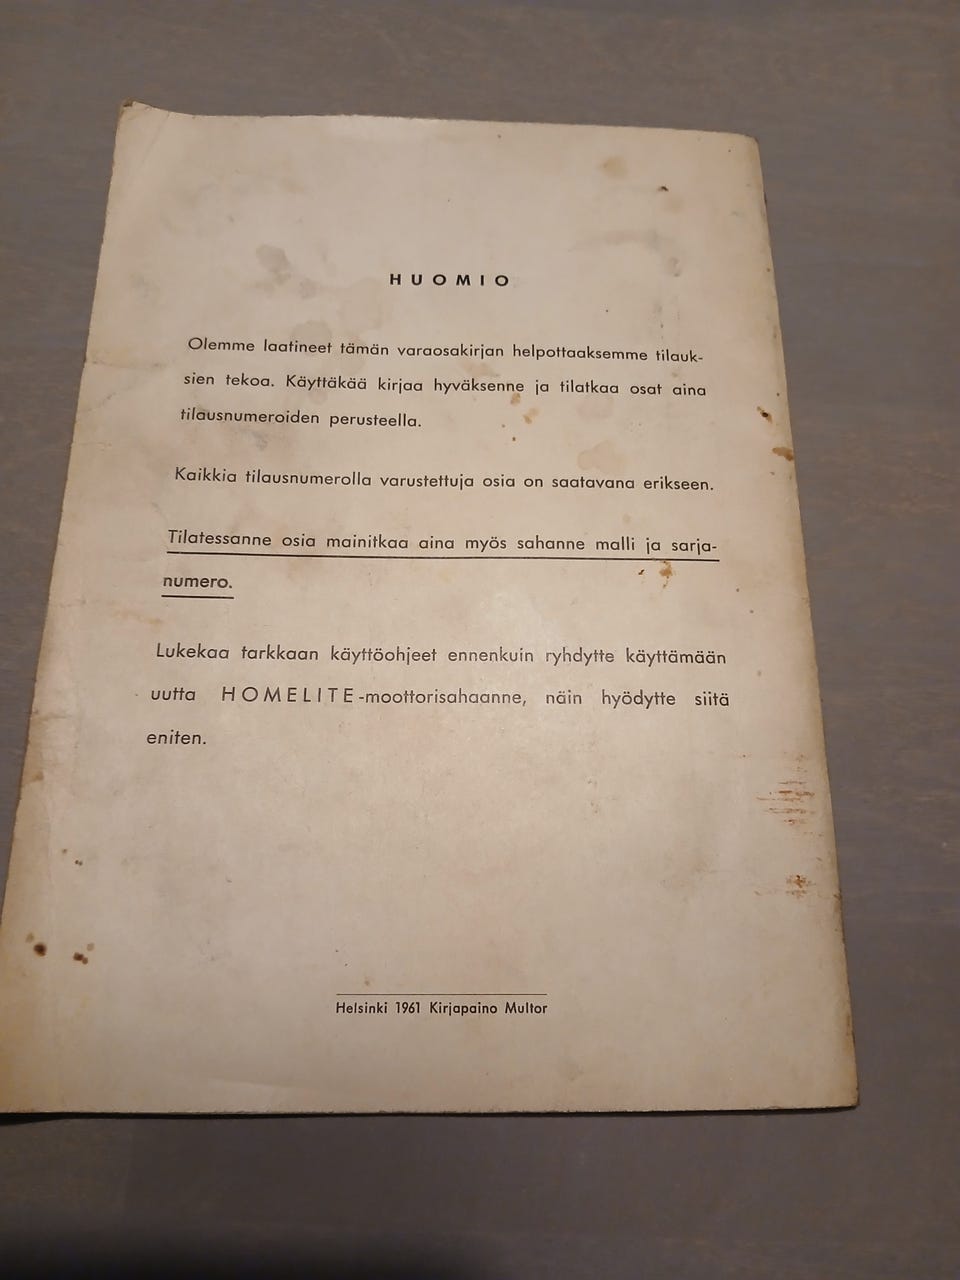 HUOMIO
Olemme laatineet tämän varaosakirjan helpottaaksemme tilauk-
sien tekoa. Käyttäkää kirjaa hyväksenne ja tilatkaa osat aina
tilausnumeroiden perusteella.
Kaikkia tilausnumerolla varustettuja osia on saatavana erikseen.
Tilatessanne osia mainitkaa aina myös sahanne malli ja sarja-
numero.
Lukekaa tarkkaan käyttöohjeet ennenkuin ryhdytte käyttämään
uutta HOMELITE-moottorisahaanne, näin hyödytte siitä
eniten.
Helsinki 1961 Kirjapaino Multor